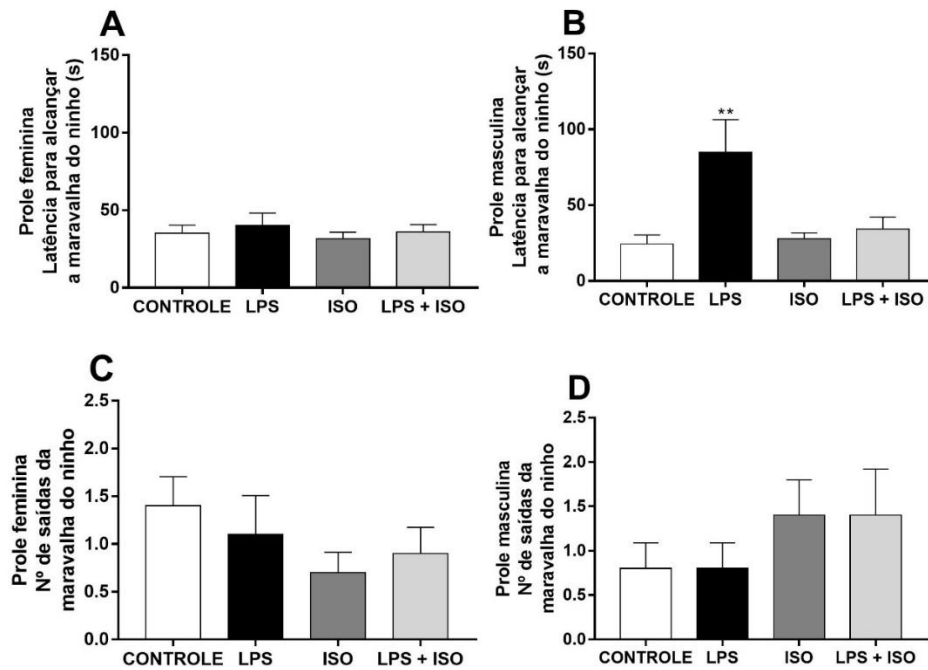 A
Prole feminina
Latência para alcançar
a maravalha do ninho (s)
150
100
50
0
CONTROLE LPS ISO LPS + ISO
B
Prole masculina
Latência para alcançar
a maravalha do ninho (s)
150
100
50
0
**
CONTROLE LPS ISO LPS + ISO
C
Prole feminina
Nº de saídas da
maravalha do ninho
2.5
2.0
1.5
1.0
0.5
0.0
CONTROLE LPS ISO LPS + ISO
D
Prole masculina
Nº de saídas da
maravalha do ninho
2.5
2.0
1.5
1.0
0.5
0.0
CONTROLE LPS ISO LPS + ISO